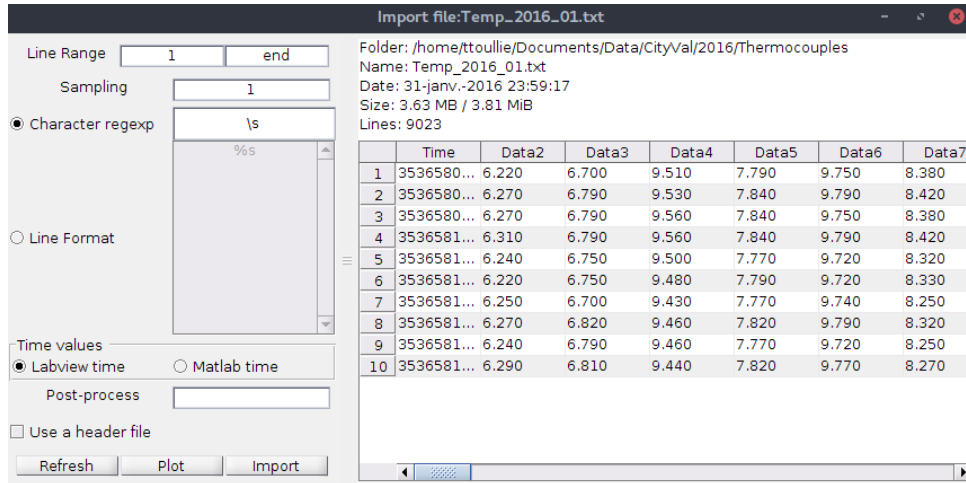 Import file:Temp_2016_01.txt
Line Range 1 end
Sampling 1
Character regexp \s
%s
Line Format
Time values
Labview time Matlab time
Post-process
Use a header file
Refresh Plot Import
Folder: /home/ttoullie/Documents/Data/CityVal/2016/Thermocouples
Name: Temp_2016_01.txt
Date: 31-janv.-2016 23:59:17
Size: 3.63 MB / 3.81 MiB
Lines: 9023
Time Data2 Data3 Data4 Data5 Data6 Data7
1 3536580... 6.220 6.700 9.510 7.790 9.750 8.380
2 3536580... 6.270 6.790 9.530 7.840 9.790 8.420
3 3536580... 6.270 6.790 9.560 7.840 9.750 8.380
4 3536581... 6.310 6.790 9.560 7.840 9.790 8.420
5 3536581... 6.240 6.750 9.500 7.770 9.720 8.320
6 3536581... 6.220 6.750 9.480 7.790 9.720 8.330
7 3536581... 6.250 6.700 9.430 7.770 9.740 8.250
8 3536581... 6.270 6.820 9.460 7.820 9.790 8.320
9 3536581... 6.240 6.790 9.460 7.770 9.720 8.250
10 3536581... 6.290 6.810 9.440 7.820 9.770 8.270